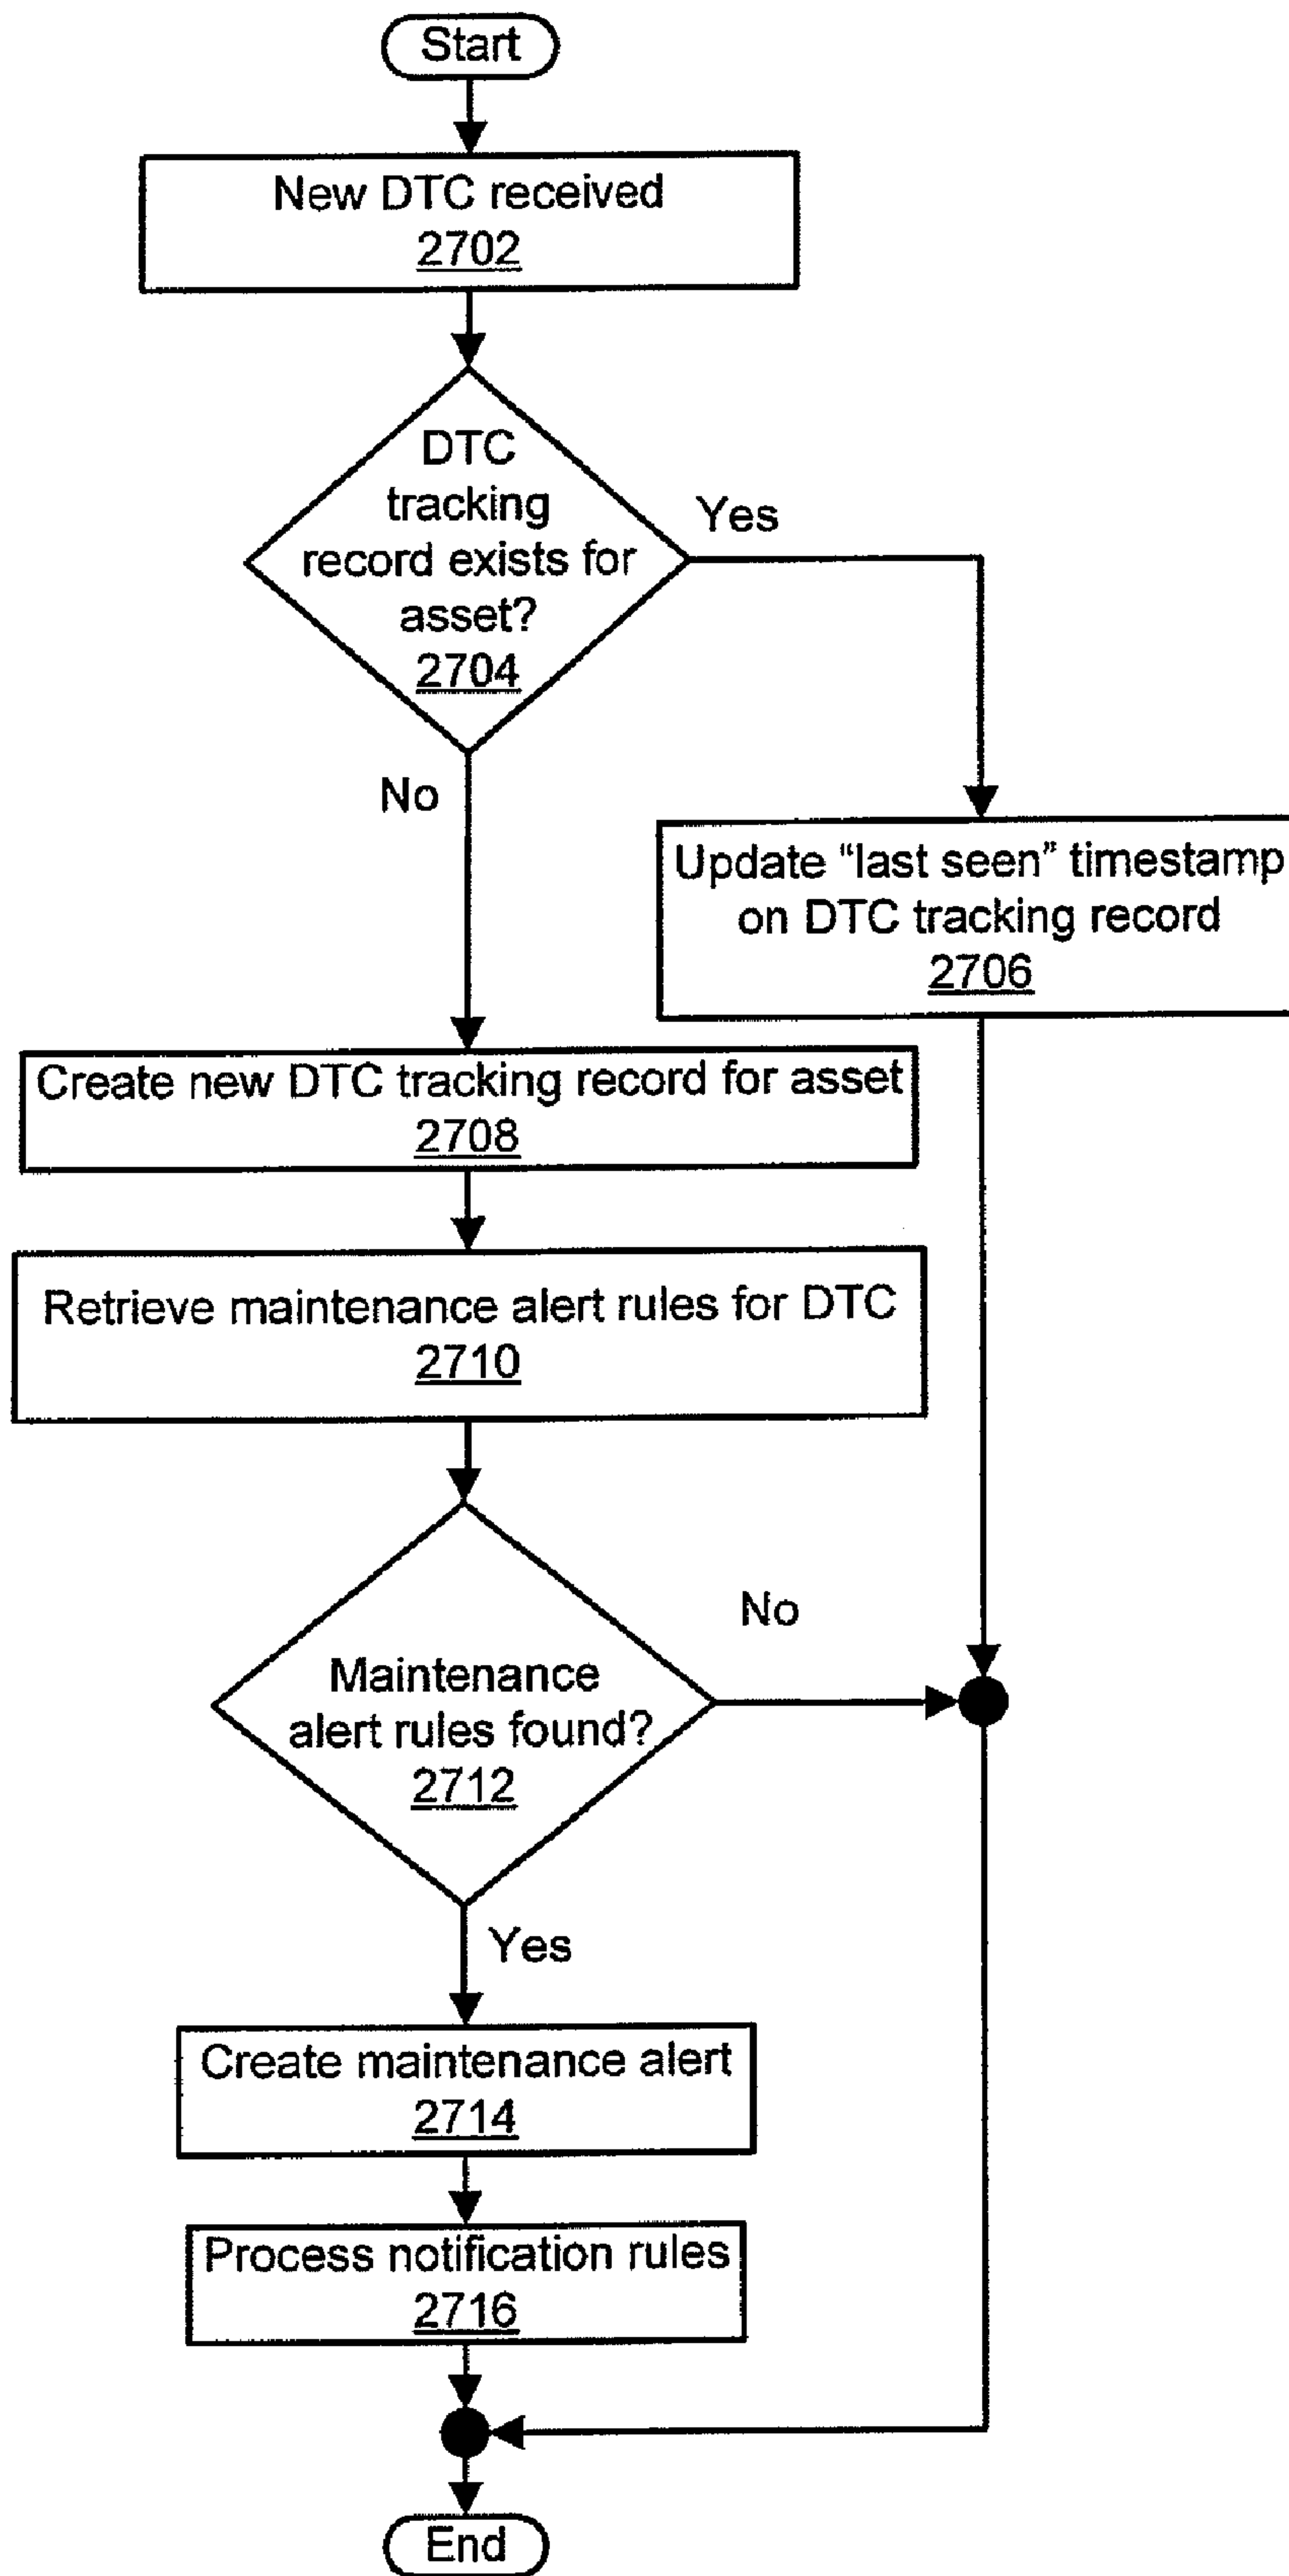 Start
New DTC received
2702
DTC
tracking
record exists for
asset?
2704
Yes
No
Update “last seen” timestamp
on DTC tracking record
2706
Create new DTC tracking record for asset
2708
Retrieve maintenance alert rules for DTC
2710
No
Maintenance
alert rules found?
2712
Yes
Create maintenance alert
2714
Process notification rules
2716
End